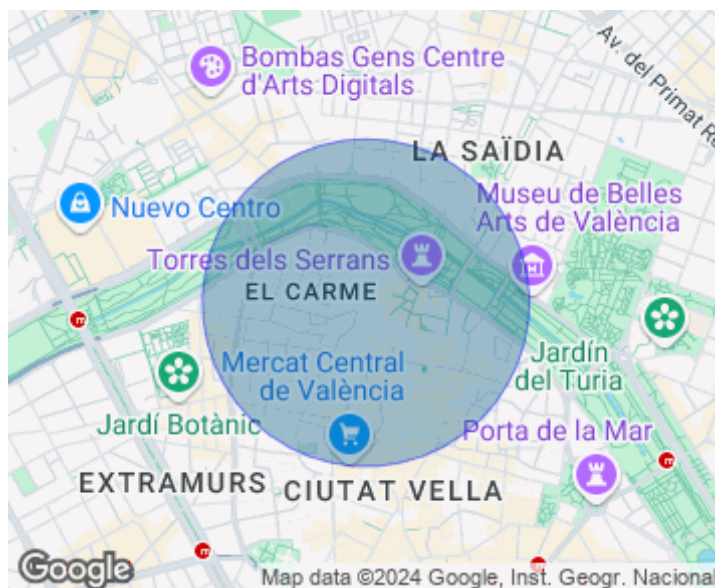 Bombas Gens Centre
d'Arts Digitals
Av. del Primat Re
LA SAÏDIA
Museu de Belles
Arts de València
Nuevo Centro
Torres dels Serrans
EL CARME
Mercat Central
de València
Jardín
del Turia
Jardí Botànic
Porta de la Mar
EXTRAMURS
CIUTAT VELLA
Google
Map data ©2024 Google, Inst. Geogr. Nacional